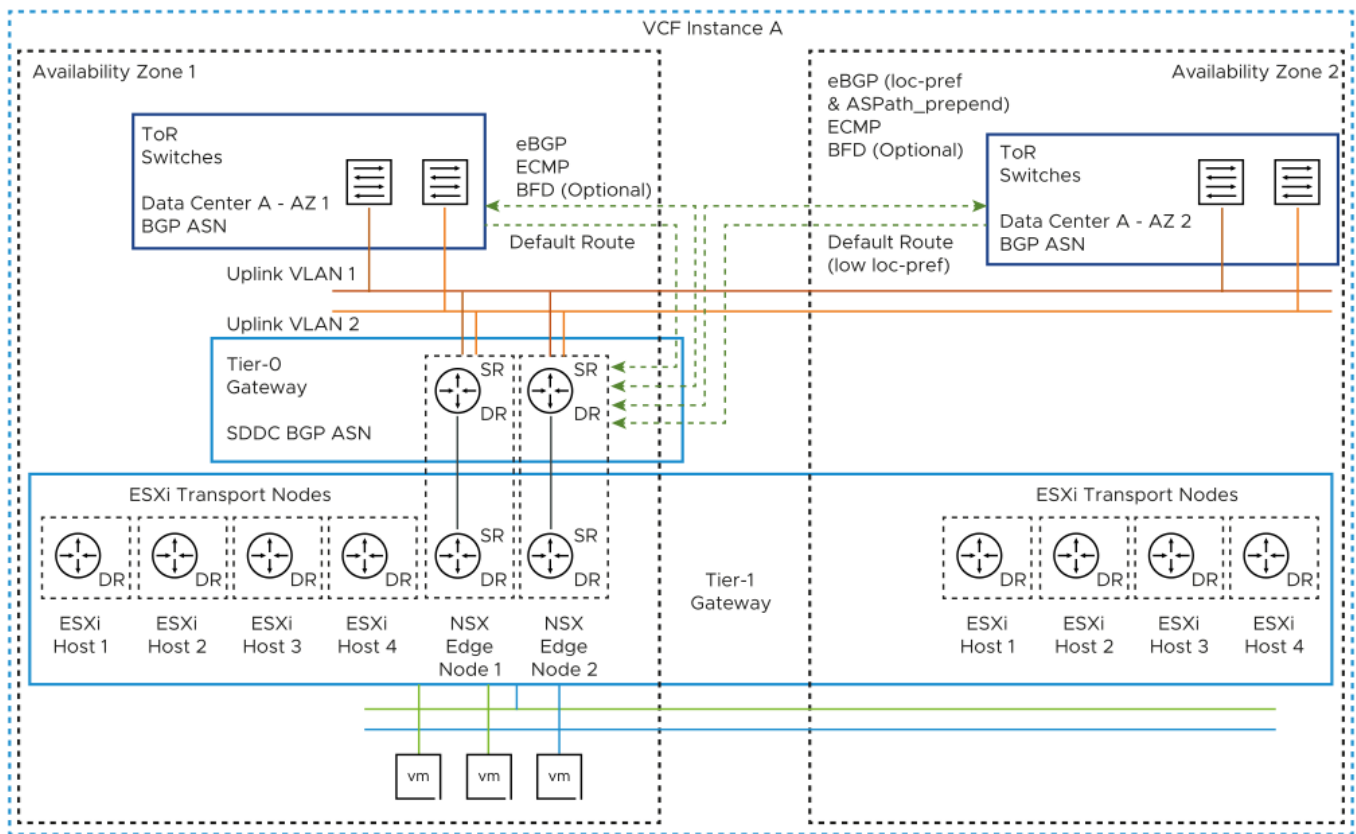 VCF Instance A
Availability Zone 1
Availability Zone 2
eBGP (loc-pref
& ASPath_prepend)
ECMP
BFD (Optional)
ToR
Switches
Data Center A - AZ 1
BGP ASN
eBGP
ECMP
BFD (Optional)
Default Route
ToR
Switches
Data Center A - AZ 2
BGP ASN
Default Route
(low loc-pref)
Uplink VLAN 1
Uplink VLAN 2
Tier-0
Gateway
SDDC BGP ASN
SR
DR
SR
DR
ESXi Transport Nodes
ESXi Transport Nodes
DR
DR
DR
DR
SR
DR
SR
DR
Tier-1
Gateway
DR
DR
DR
DR
ESXi
Host 1
ESXi
Host 2
ESXi
Host 3
ESXi
Host 4
NSX
Edge
Node 1
NSX
Edge
Node 2
ESXi
Host 1
ESXi
Host 2
ESXi
Host 3
ESXi
Host 4
vm
vm
vm